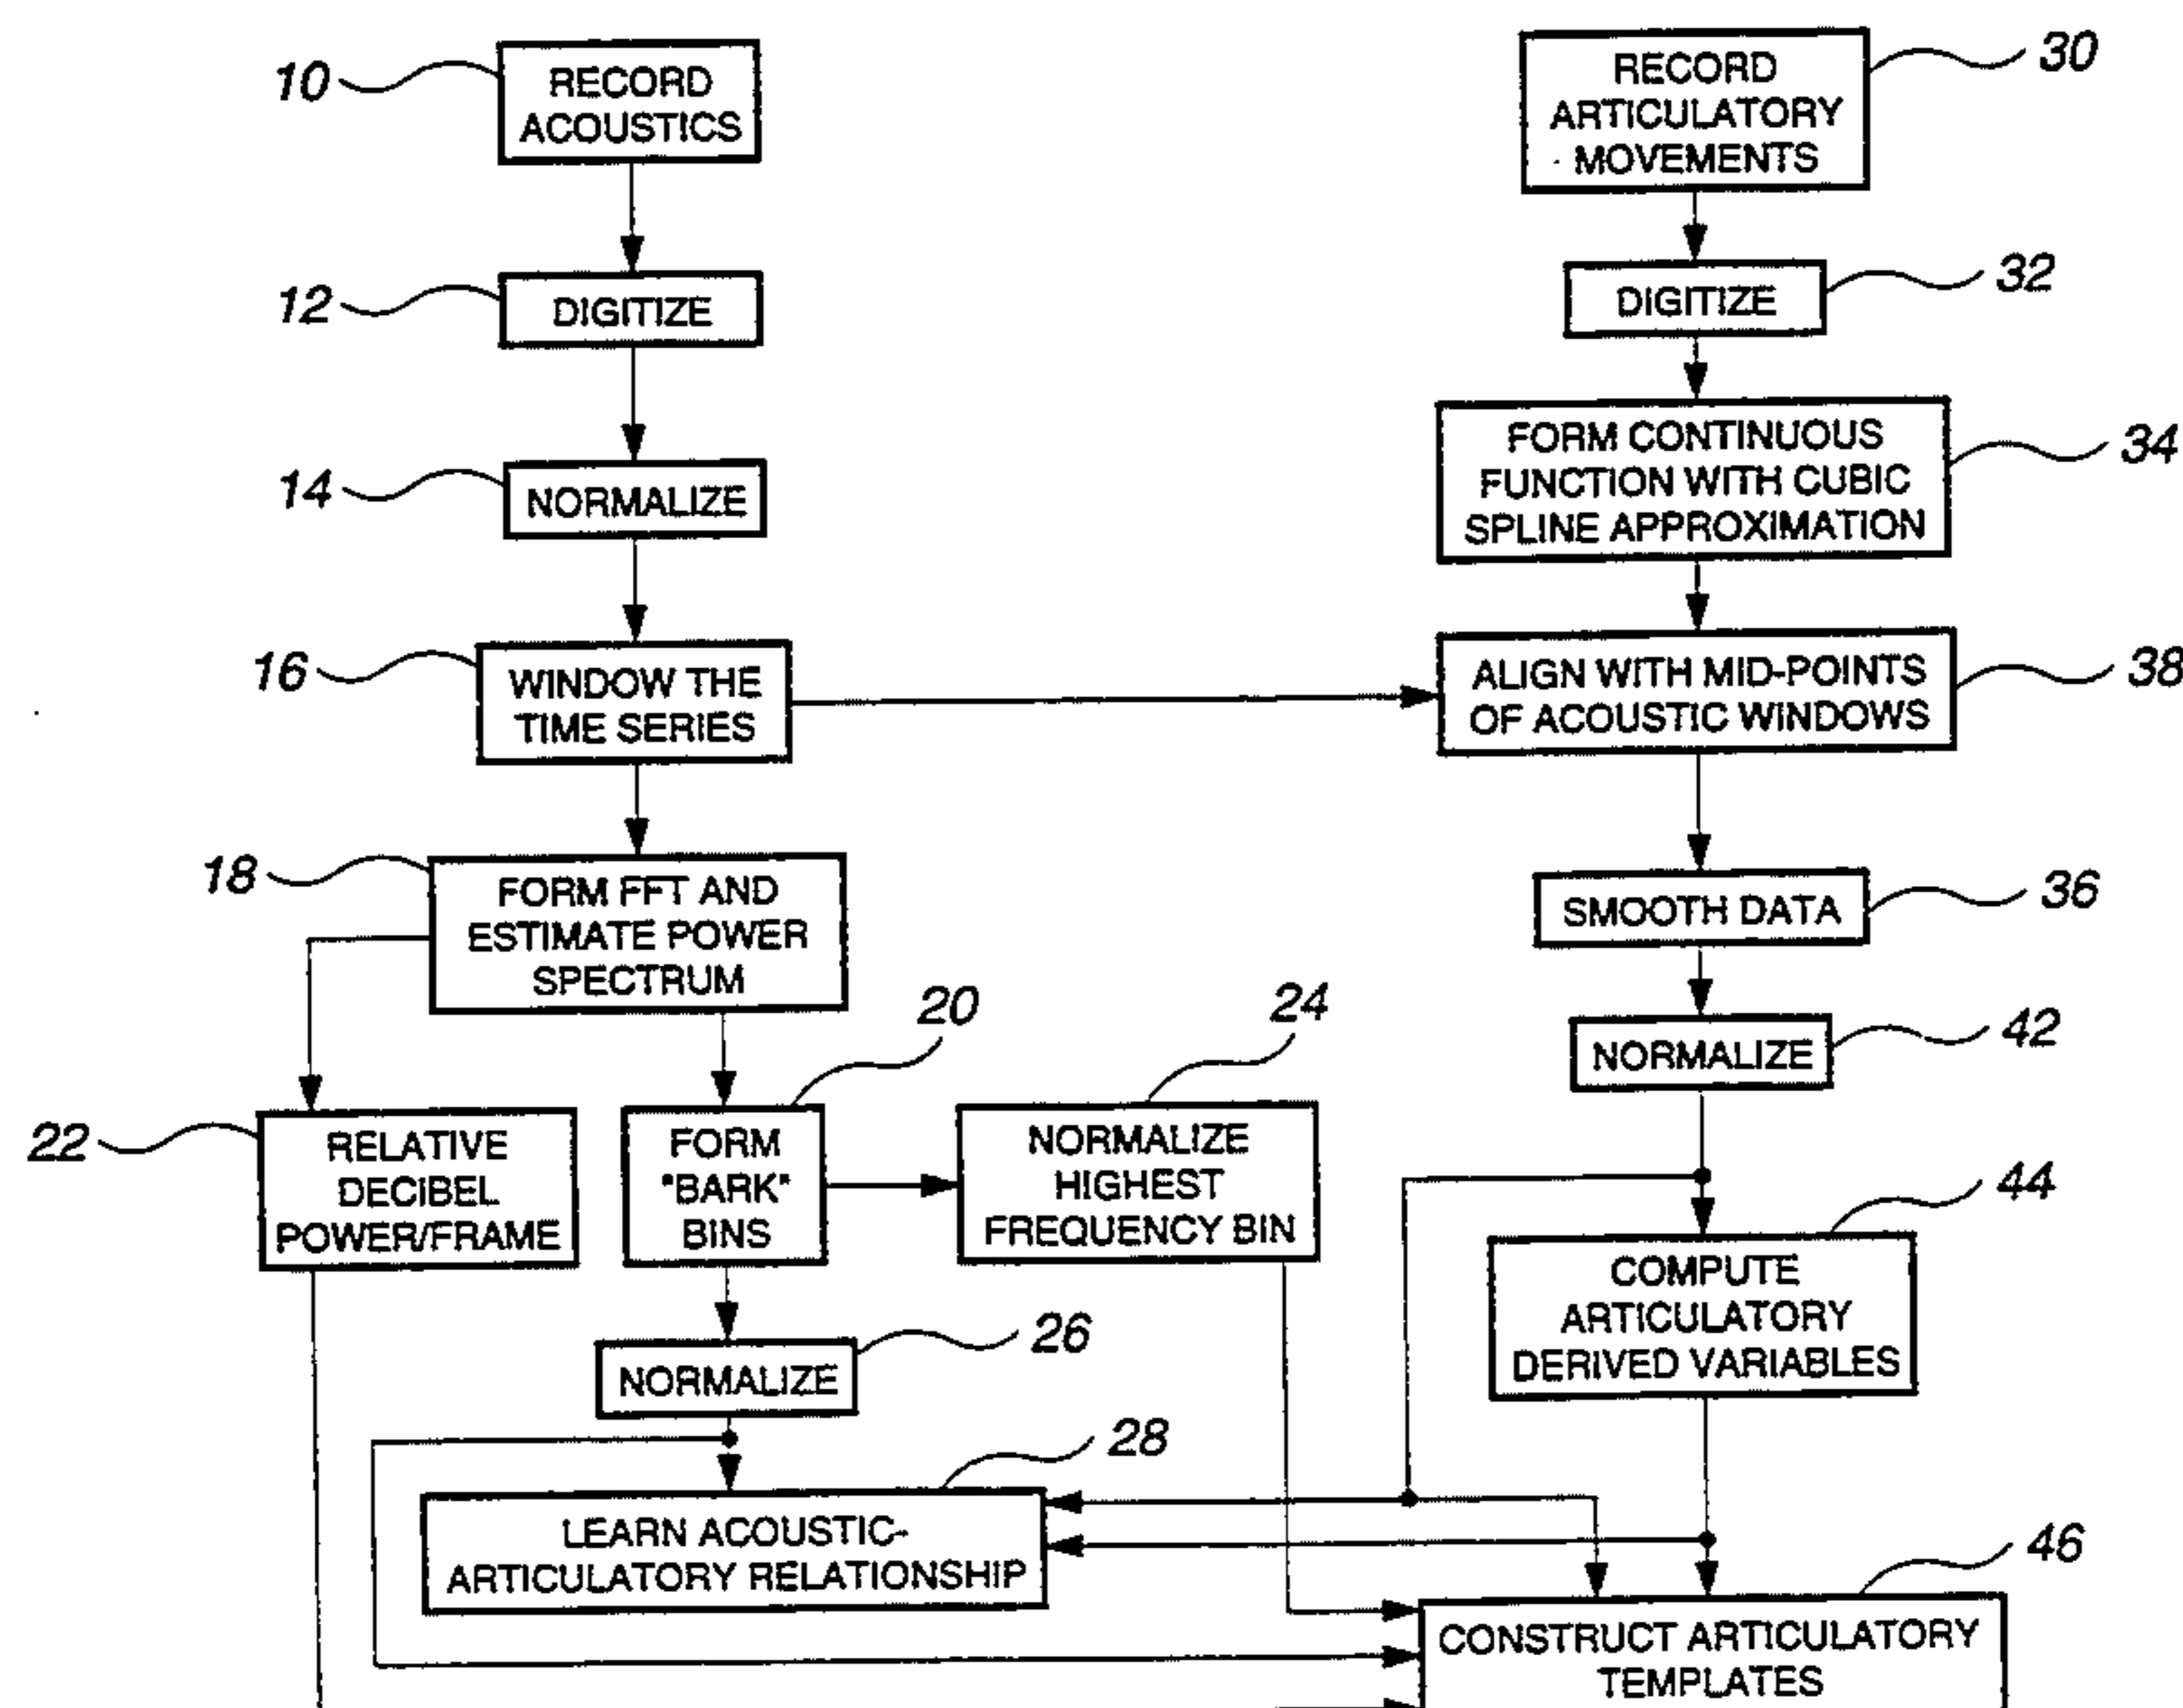 10
RECORD
ACOUSTICS
12
DIGITIZE
14
NORMALIZE
16
WINDOW THE
TIME SERIES
18
FORM FFT AND
ESTIMATE POWER
SPECTRUM
20
24
22
RELATIVE
DECIBEL
POWER/FRAME
FORM
"BARK"
BINS
NORMALIZE
HIGHEST
FREQUENCY BIN
26
NORMALIZE
28
LEARN ACOUSTIC-
ARTICULATORY RELATIONSHIP
30
RECORD
ARTICULATORY
MOVEMENTS
32
DIGITIZE
34
FORM CONTINUOUS
FUNCTION WITH CUBIC
SPLINE APPROXIMATION
38
ALIGN WITH MID-POINTS
OF ACOUSTIC WINDOWS
36
SMOOTH DATA
42
NORMALIZE
44
COMPUTE
ARTICULATORY
DERIVED VARIABLES
46
CONSTRUCT ARTICULATORY
TEMPLATES